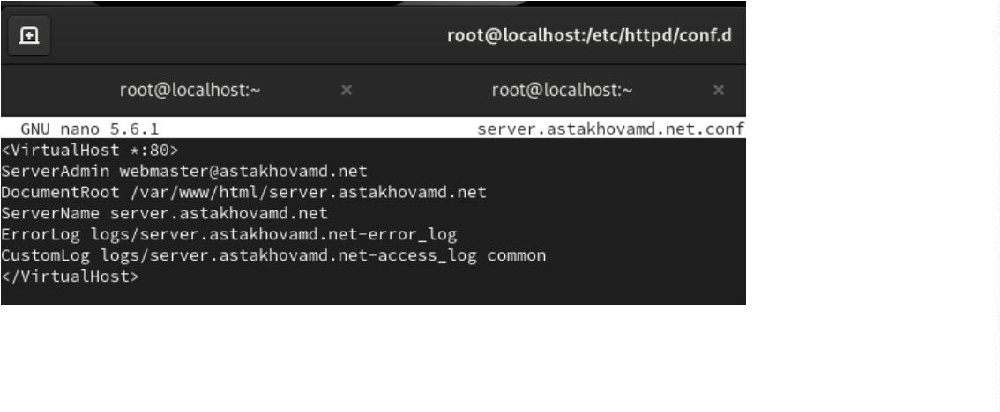 root@localhost:/etc/httpd/conf.d
root@localhost:~ × root@localhost:~ ×
GNU nano 5.6.1 server.astakhovamd.net.conf
<VirtualHost *:80>
ServerAdmin webmaster@astakhovamd.net
DocumentRoot /var/www/html/server.astakhovamd.net
ServerName server.astakhovamd.net
ErrorLog logs/server.astakhovamd.net-error_log
CustomLog logs/server.astakhovamd.net-access_log common
</VirtualHost>